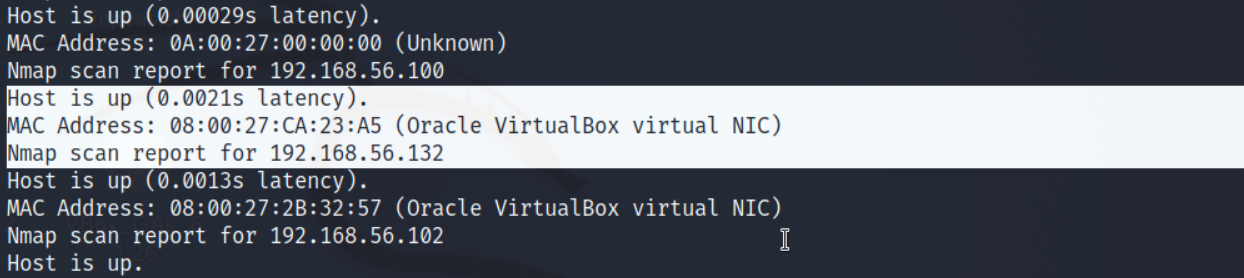 Host is up (0.00029s latency).
MAC Address: 0A:00:27:00:00:00 (Unknown)
Nmap scan report for 192.168.56.100
Host is up (0.0021s latency).
MAC Address: 08:00:27:CA:23:A5 (Oracle VirtualBox virtual NIC)
Nmap scan report for 192.168.56.132
Host is up (0.0013s latency).
MAC Address: 08:00:27:2B:32:57 (Oracle VirtualBox virtual NIC)
Nmap scan report for 192.168.56.102
Host is up.